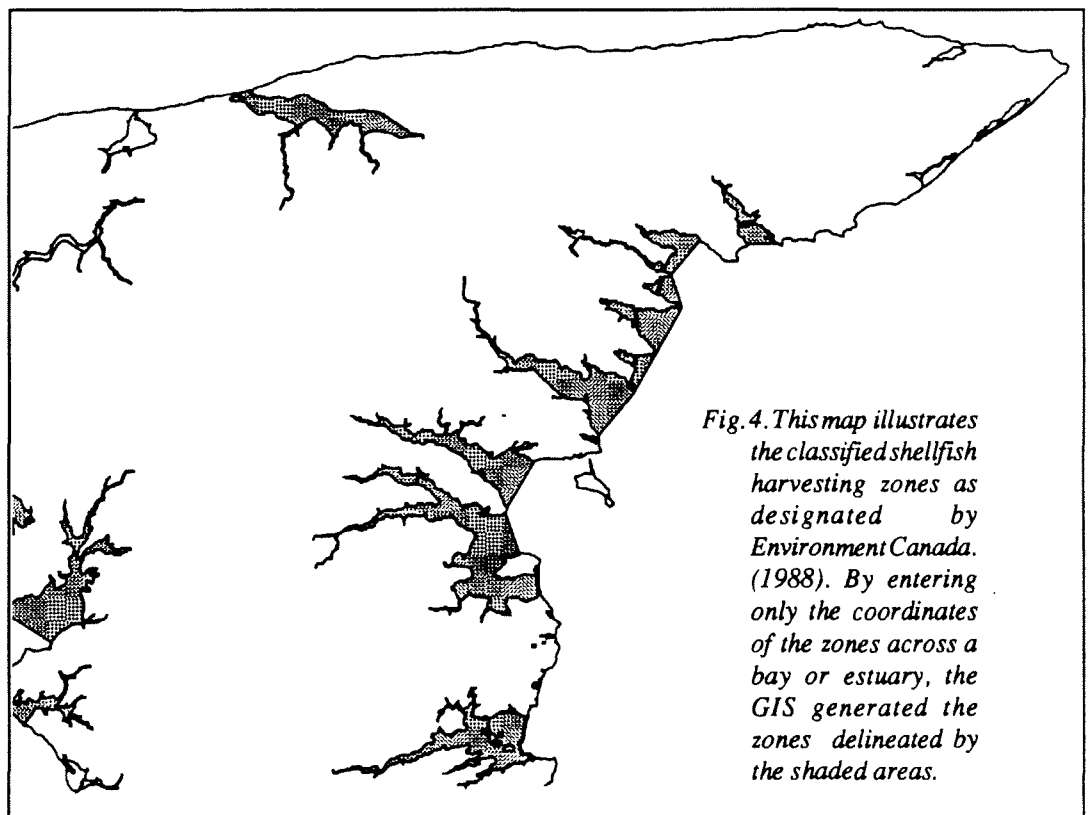 Fig.4. This map illustrates
the classified shellfish
harvesting zones as
designated by
Environment Canada.
(1988). By entering
only the coordinates
of the zones across a
bay or estuary, the
GIS generated the
zones delineated by
the shaded areas.